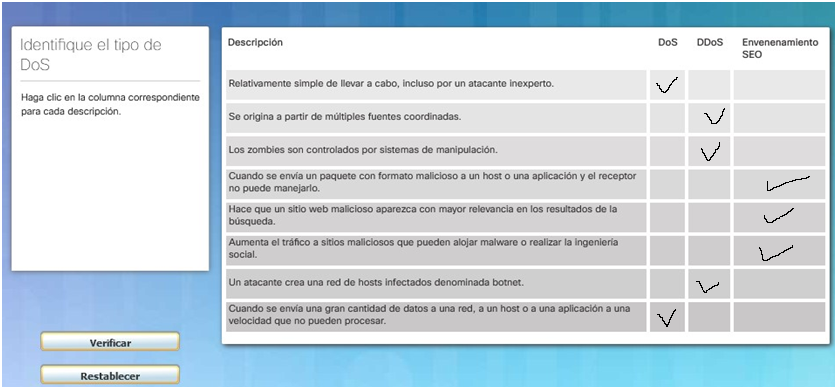 Identifique el tipo de
DoS
Haga clic en la columna correspondiente
para cada descripción.
Verificar
Restablecer
Descripción DoS DDoS Envenenamiento
SEO
Relativamente simple de llevar a cabo, incluso por un atacante inexperto.
Se origina a partir de múltiples fuentes coordinadas.
Los zombies son controlados por sistemas de manipulación.
Cuando se envía un paquete con formato malicioso a un host o una aplicación y el receptor
no puede manejarlo.
Hace que un sitio web malicioso aparezca con mayor relevancia en los resultados de la
búsqueda.
Aumenta el tráfico a sitios maliciosos que pueden alojar malware o realizar la ingeniería
social.
Un atacante crea una red de hosts infectados denominada botnet.
Cuando se envía una gran cantidad de datos a una red, a un host o a una aplicación a una
velocidad que no pueden procesar.